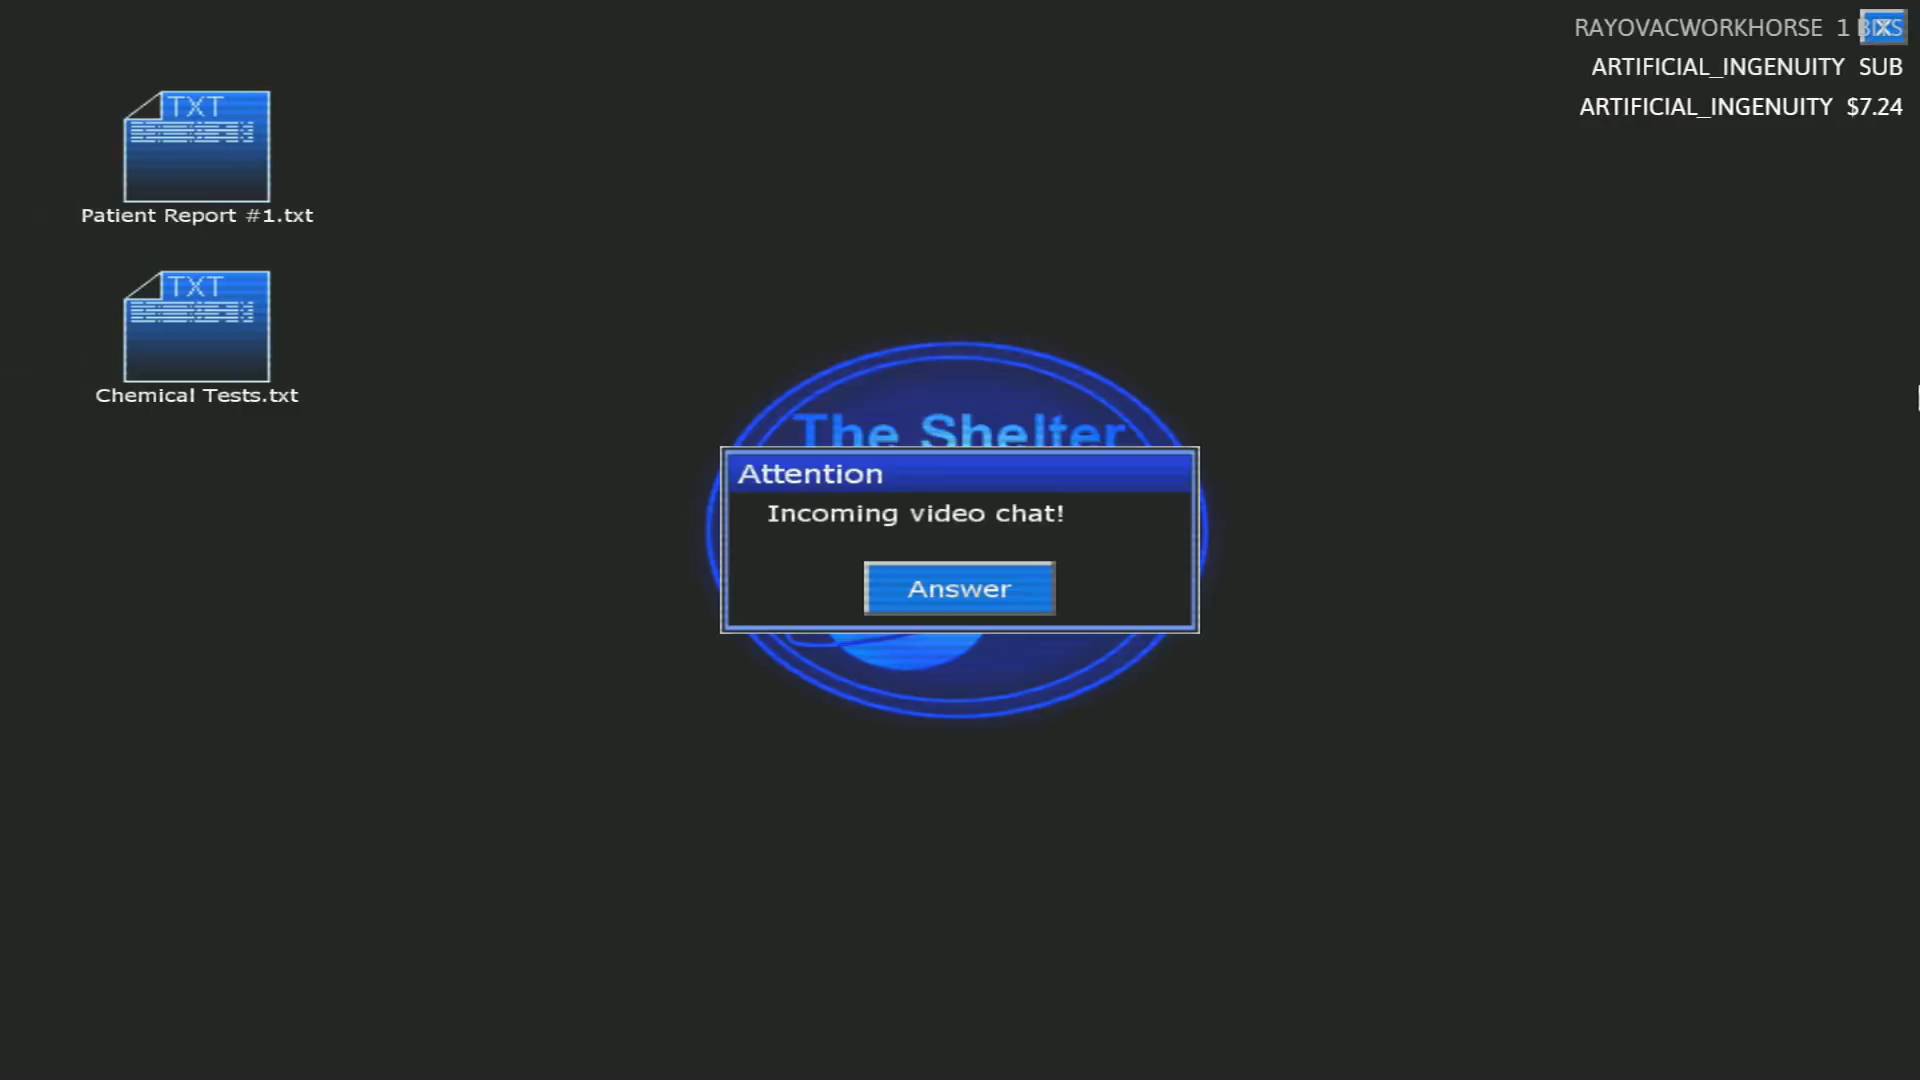 RAYOVACWORKHORSE 1 BITS
X
ARTIFICIAL_INGENUITY SUB
ARTIFICIAL_INGENUITY $7.24
TXT
Patient Report #1.txt
TXT
Chemical Tests.txt
The Shelter
Attention
Incoming video chat!
Answer